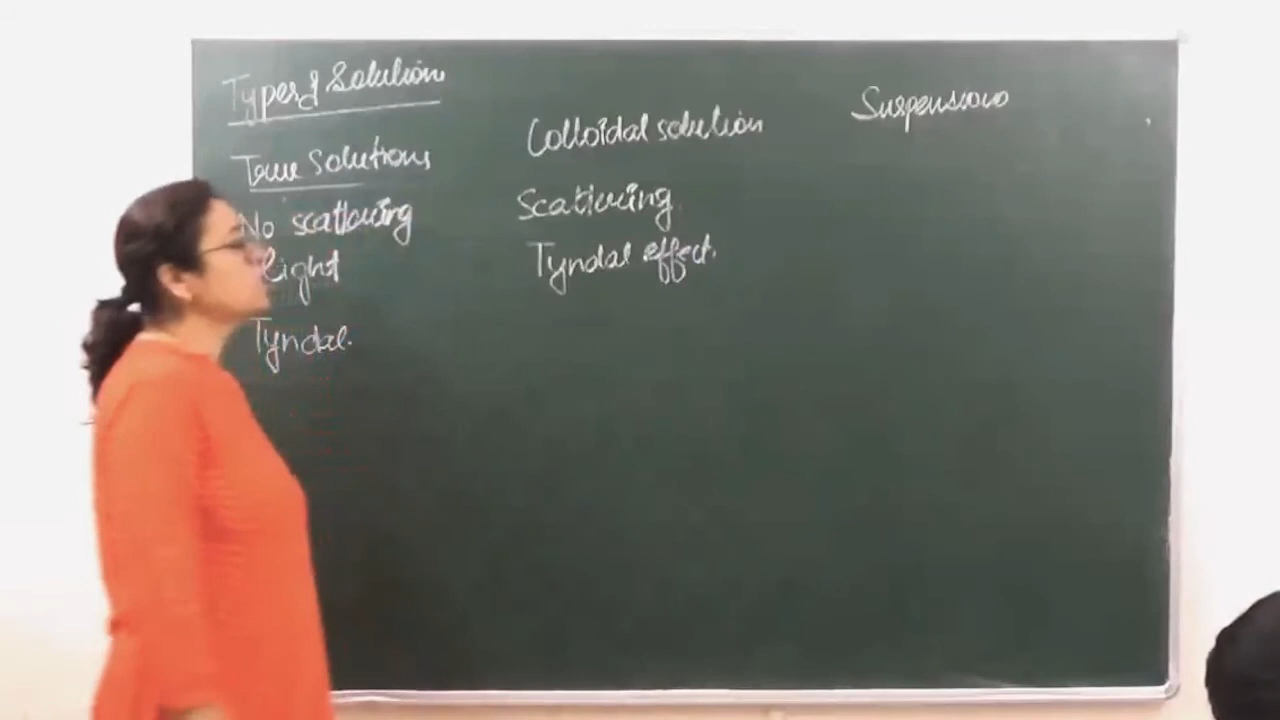 Types of Solution
True Solutions
No scattering
light
Tyndal.
Colloidal solution
Scattering
Tyndal effect.
Suspensions